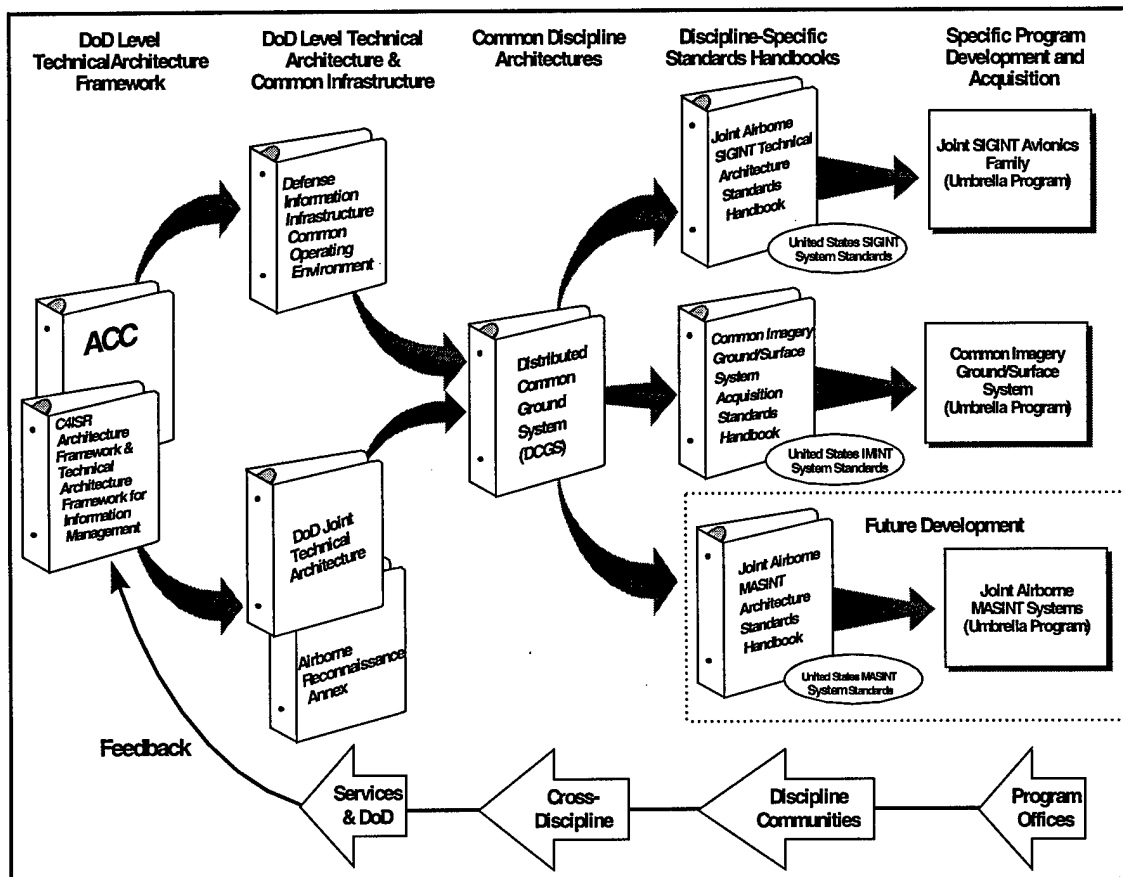 DoD Level
Technical Architecture
Framework
DoD Level Technical
Architecture &
Common Infrastructure
Common Discipline
Architectures
Discipline-Specific
Standards Handbooks
Specific Program
Development and
Acquisition
ACC
C4ISR
Architecture
Framework &
Technical
Architecture
Framework for
Information
Management
Defense
Information
Infrastructure
Common
Operating
Environment
DoD Joint
Technical
Architecture
Airborne
Reconnaissance
Annex
Distributed
Common
Ground
System
(DCGS)
Joint Airborne
SIGINT Technical
Architecture
Standards
Handbook
United States SIGINT
System Standards
Joint SIGINT Avionics
Family
(Umbrella Program)
Common Imagery
Ground/Surface
System
Acquisition
Standards
Handbook
United States IMINT
System Standards
Common Imagery
Ground/Surface
System
(Umbrella Program)
Future Development
Joint Airborne
MASINT
Architecture
Standards
Handbook
United States MASINT
System Standards
Joint Airborne
MASINT Systems
(Umbrella Program)
Feedback
Services
& DoD
Cross-
Discipline
Discipline
Communities
Program
Offices